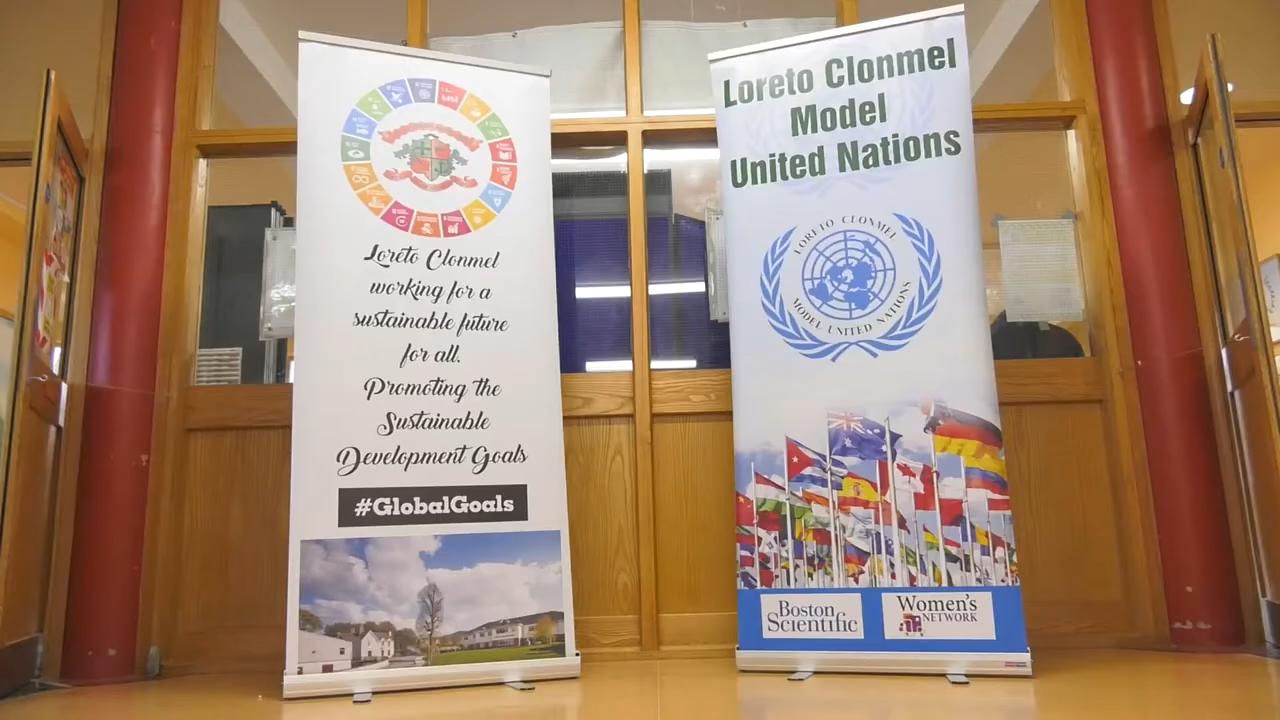 Loreto Clonmel
working for a
sustainable future
for all.
Promoting the
Sustainable
Development Goals
#GlobalGoals
Loreto Clonmel
Model
United Nations
LORETO CLONMEL
MODEL UNITED NATIONS
Boston
Scientific
Women's
NETWORK